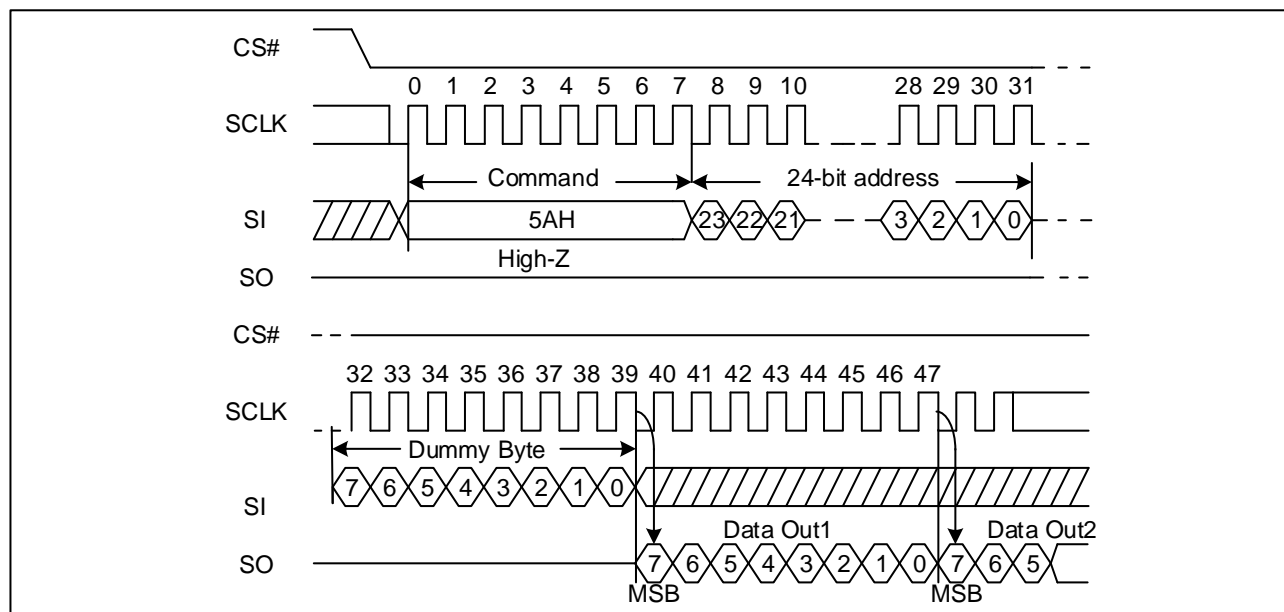 CS#
0 1 2 3 4 5 6 7 8 9 10 28 29 30 31
SCLK
Command 24-bit address
SI 5AH 23 22 21 3 2 1 0
High-Z
SO
CS#
32 33 34 35 36 37 38 39 40 41 42 43 44 45 46 47
SCLK
Dummy Byte
SI 7 6 5 4 3 2 1 0
Data Out1 Data Out2
SO 7 6 5 4 3 2 1 0 7 6 5
MSB MSB